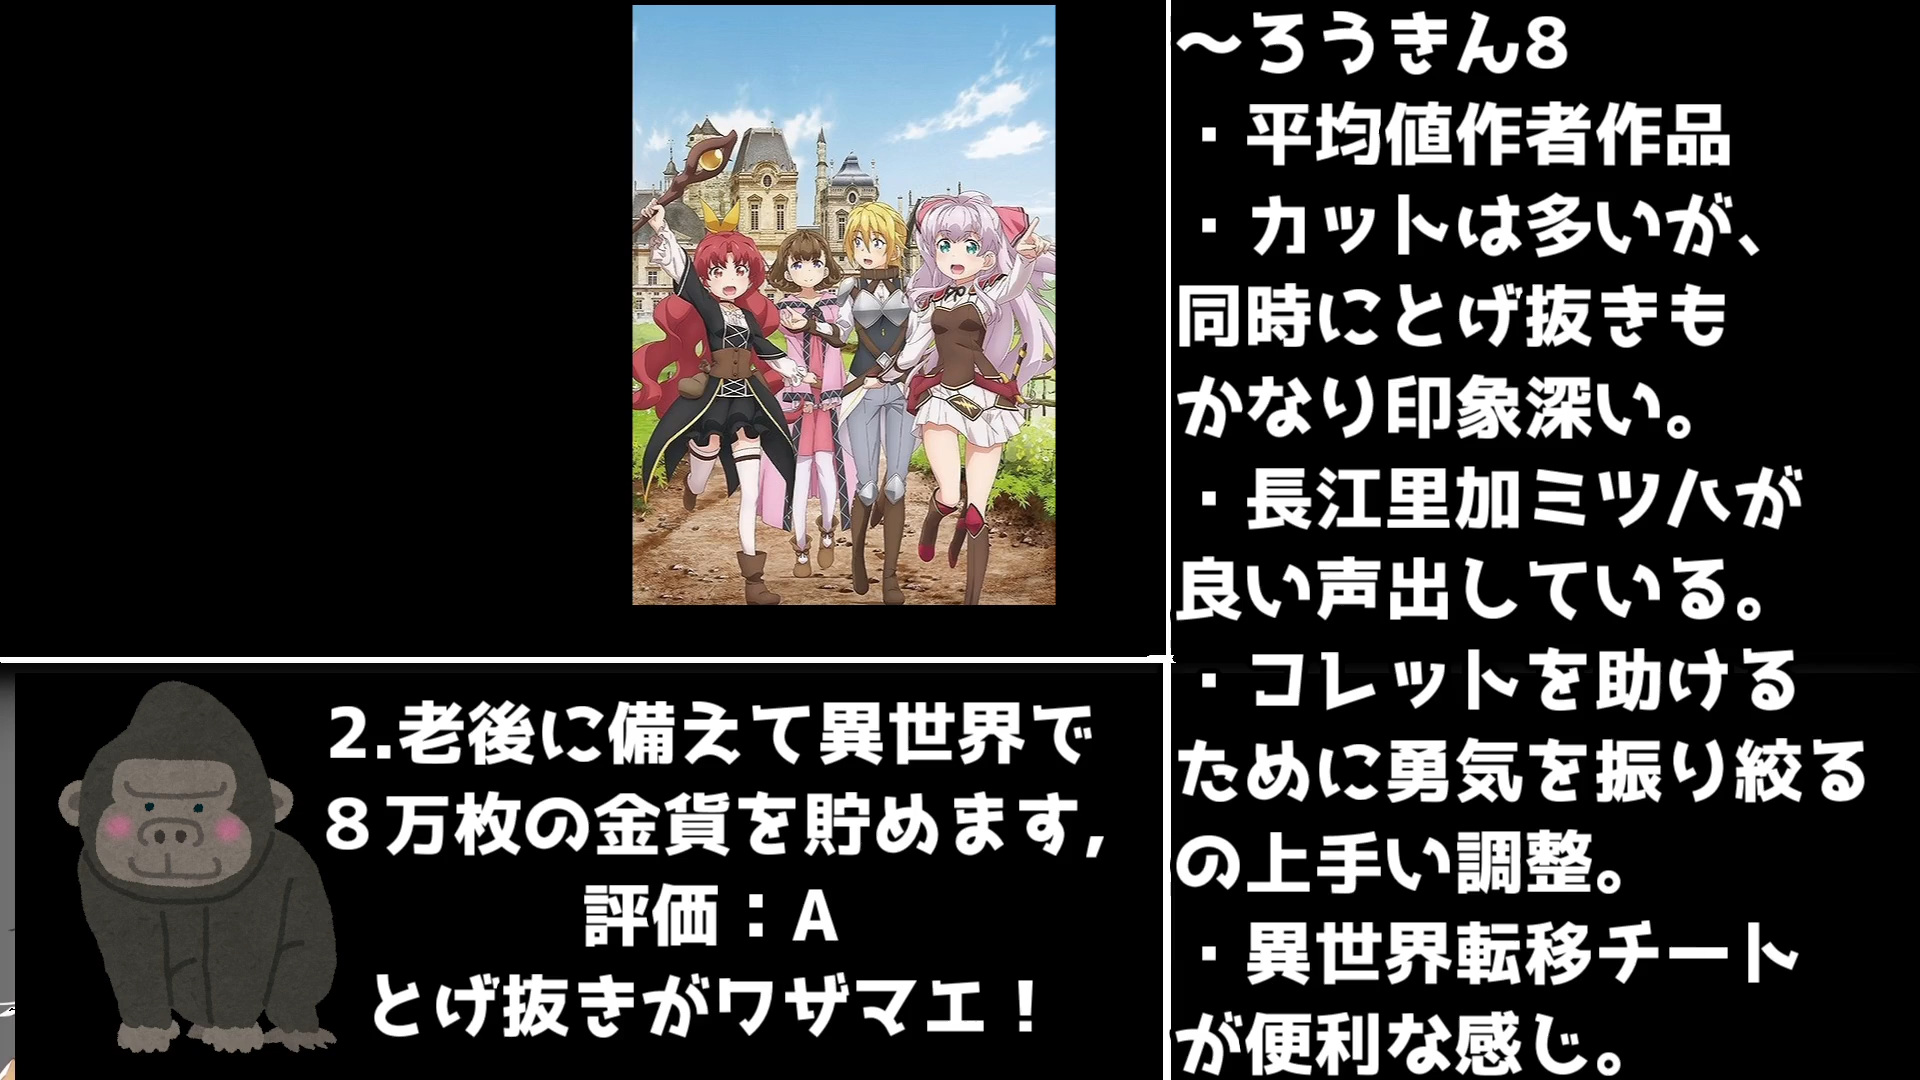 ～ろうきん8
・平均値作者作品
・カットは多いが、
同時にとげ抜きも
かなり印象深い。
・長江里加ミツハが
良い声出している。
・コレットを助ける
ために勇気を振り絞る
の上手い調整。
・異世界転移チート
が便利な感じ。
2.老後に備えて異世界で
８万枚の金貨を貯めます,
評価：A
とげ抜きがワザマエ！